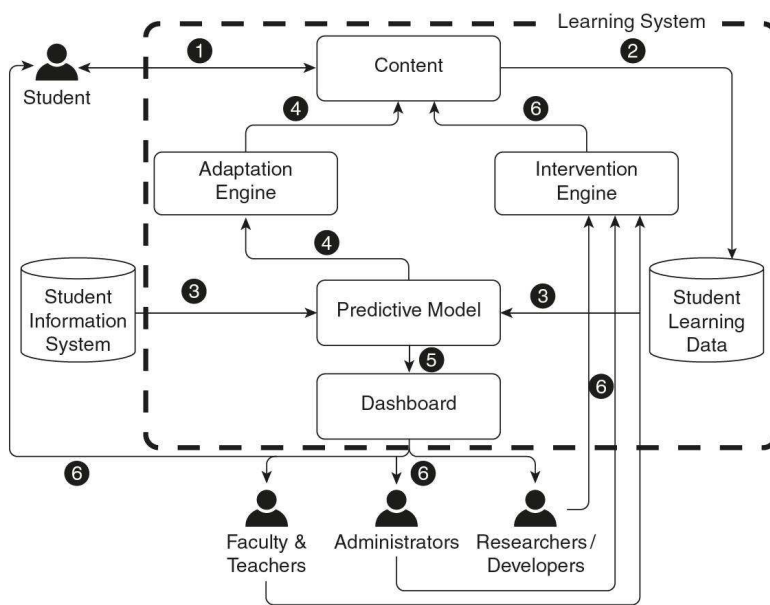 Learning System
1
2
Content
Student
4
6
Adaptation
Engine
Intervention
Engine
4
Student
Information
System
3
Predictive Model
3
Student
Learning
Data
5
Dashboard
6
6
6
Faculty &
Teachers
Administrators
Researchers/
Developers